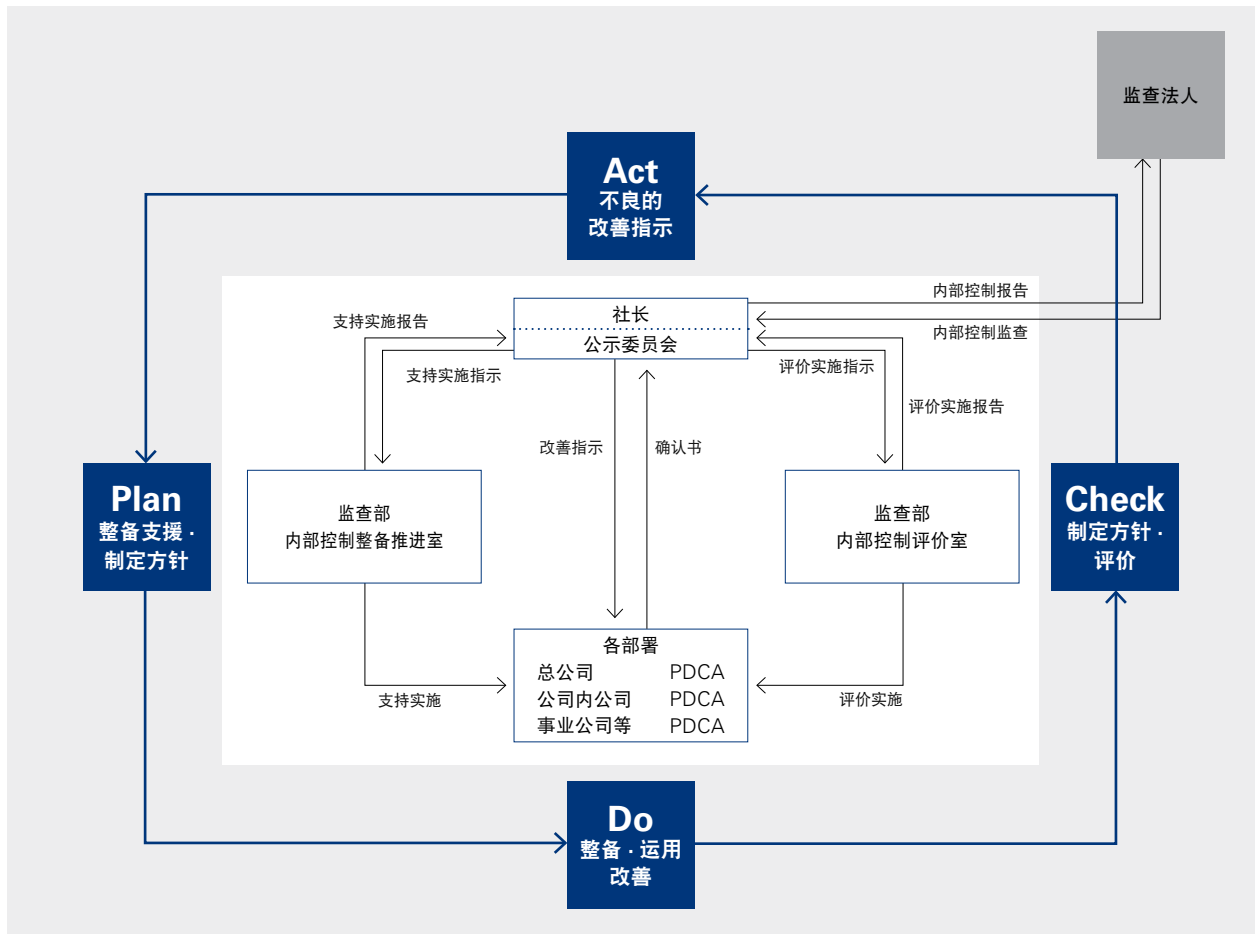 监查法人
Act
不良的
改善指示
内部控制报告
社长
支持实施报告
内部控制监查
公示委员会
支持实施指示
评价实施指示
评价实施报告
改善指示
确认书
Plan
整备支援·
制定方针
监查部
内部控制整备推进室
监查部
内部控制评价室
Check
制定方针·
评价
各部署
总公司 PDCA
公司内公司 PDCA
事业公司等 PDCA
支持实施
评价实施
Do
整备·运用
改善